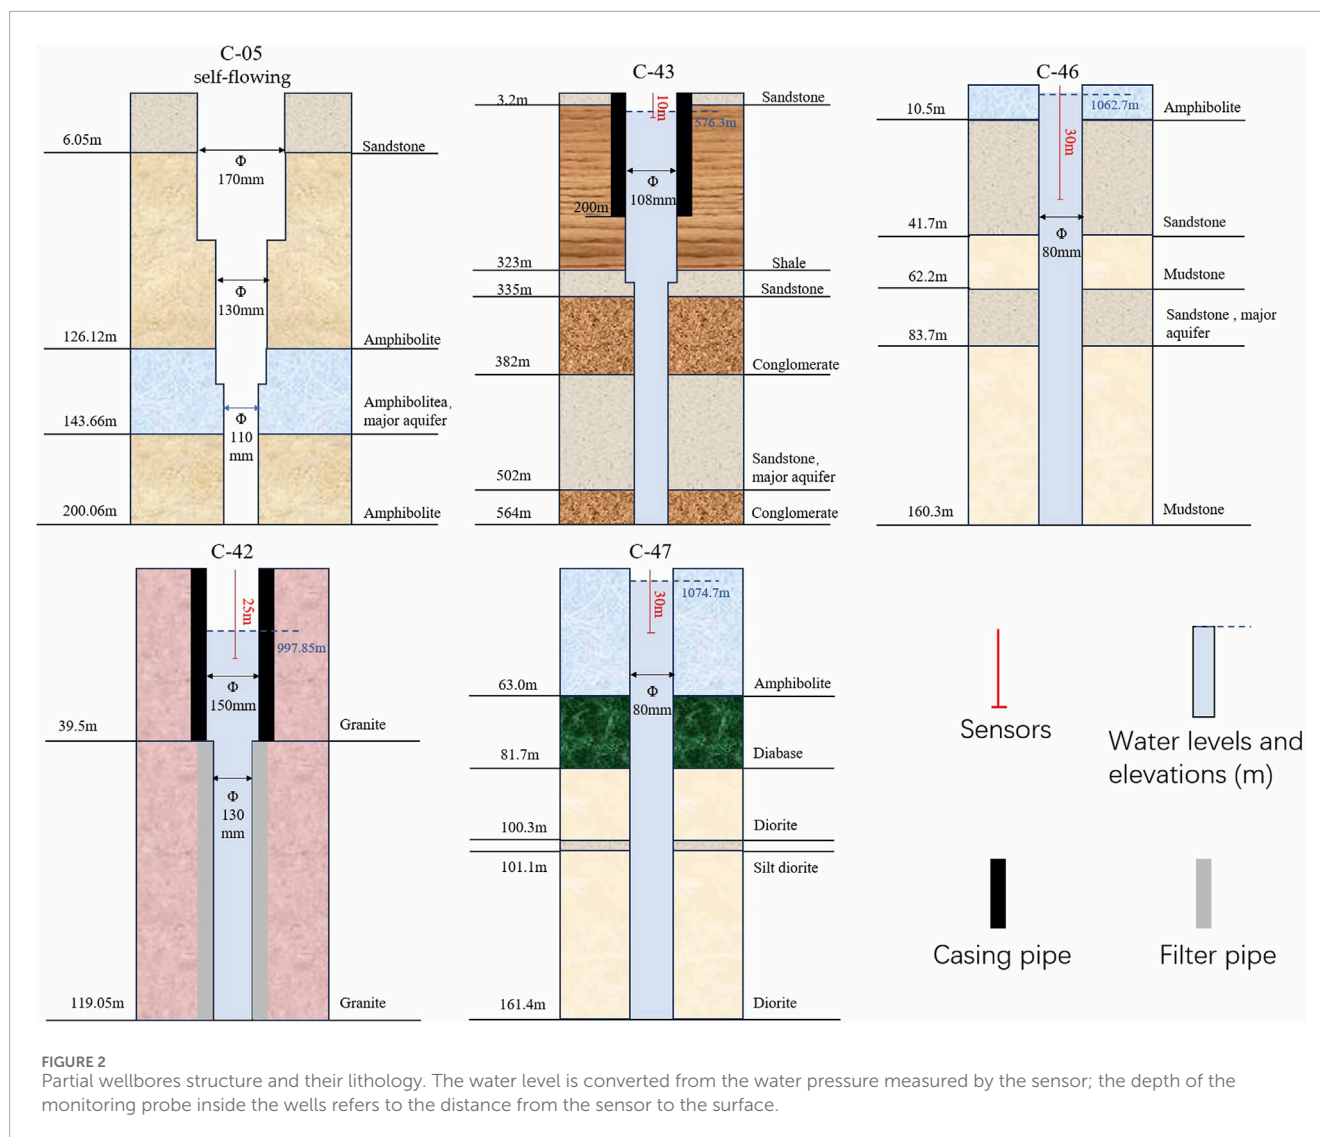 C-05
self-flowing
6.05m
Sandstone
Φ
170mm
Φ
130mm
126.12m
Amphibolite
Amphibolitea,
major aquifer
143.66m
Φ
110
mm
200.06m
Amphibolite
C-43
3.2m
Sandstone
10m
576.3m
Φ
108mm
200m
323m
Shale
335m
Sandstone
382m
Conglomerate
Sandstone,
major aquifer
502m
564m
Conglomerate
C-46
1062.7m
10.5m
Amphibolite
30m
41.7m
Sandstone
Φ
80mm
62.2m
Mudstone
Sandstone , major
aquifer
83.7m
160.3m
Mudstone
C-42
25m
997.85m
Φ
150mm
39.5m
Granite
Φ
130
mm
119.05m
Granite
C-47
1074.7m
30m
63.0m
Amphibolite
Φ
80mm
81.7m
Diabase
100.3m
Diorite
101.1m
Silt diorite
161.4m
Diorite
Sensors
Water levels and
elevations (m)
Casing pipe
Filter pipe
FIGURE 2
Partial wellbores structure and their lithology. The water level is converted from the water pressure measured by the sensor; the depth of the
monitoring probe inside the wells refers to the distance from the sensor to the surface.